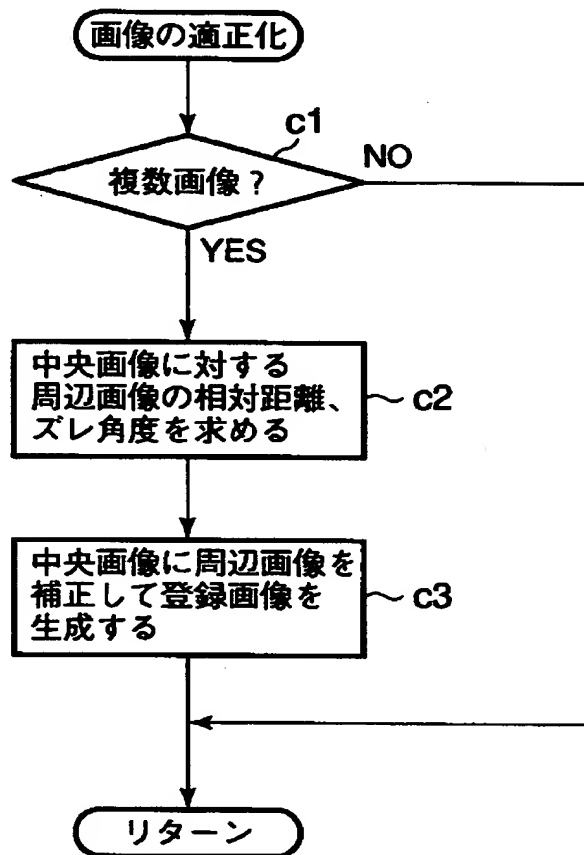 画像の適正化
c1
複数画像?
NO
YES
中央画像に対する
周辺画像の相対距離、
ズレ角度を求める
c2
中央画像に周辺画像を
補正して登録画像を
生成する
c3
リターン